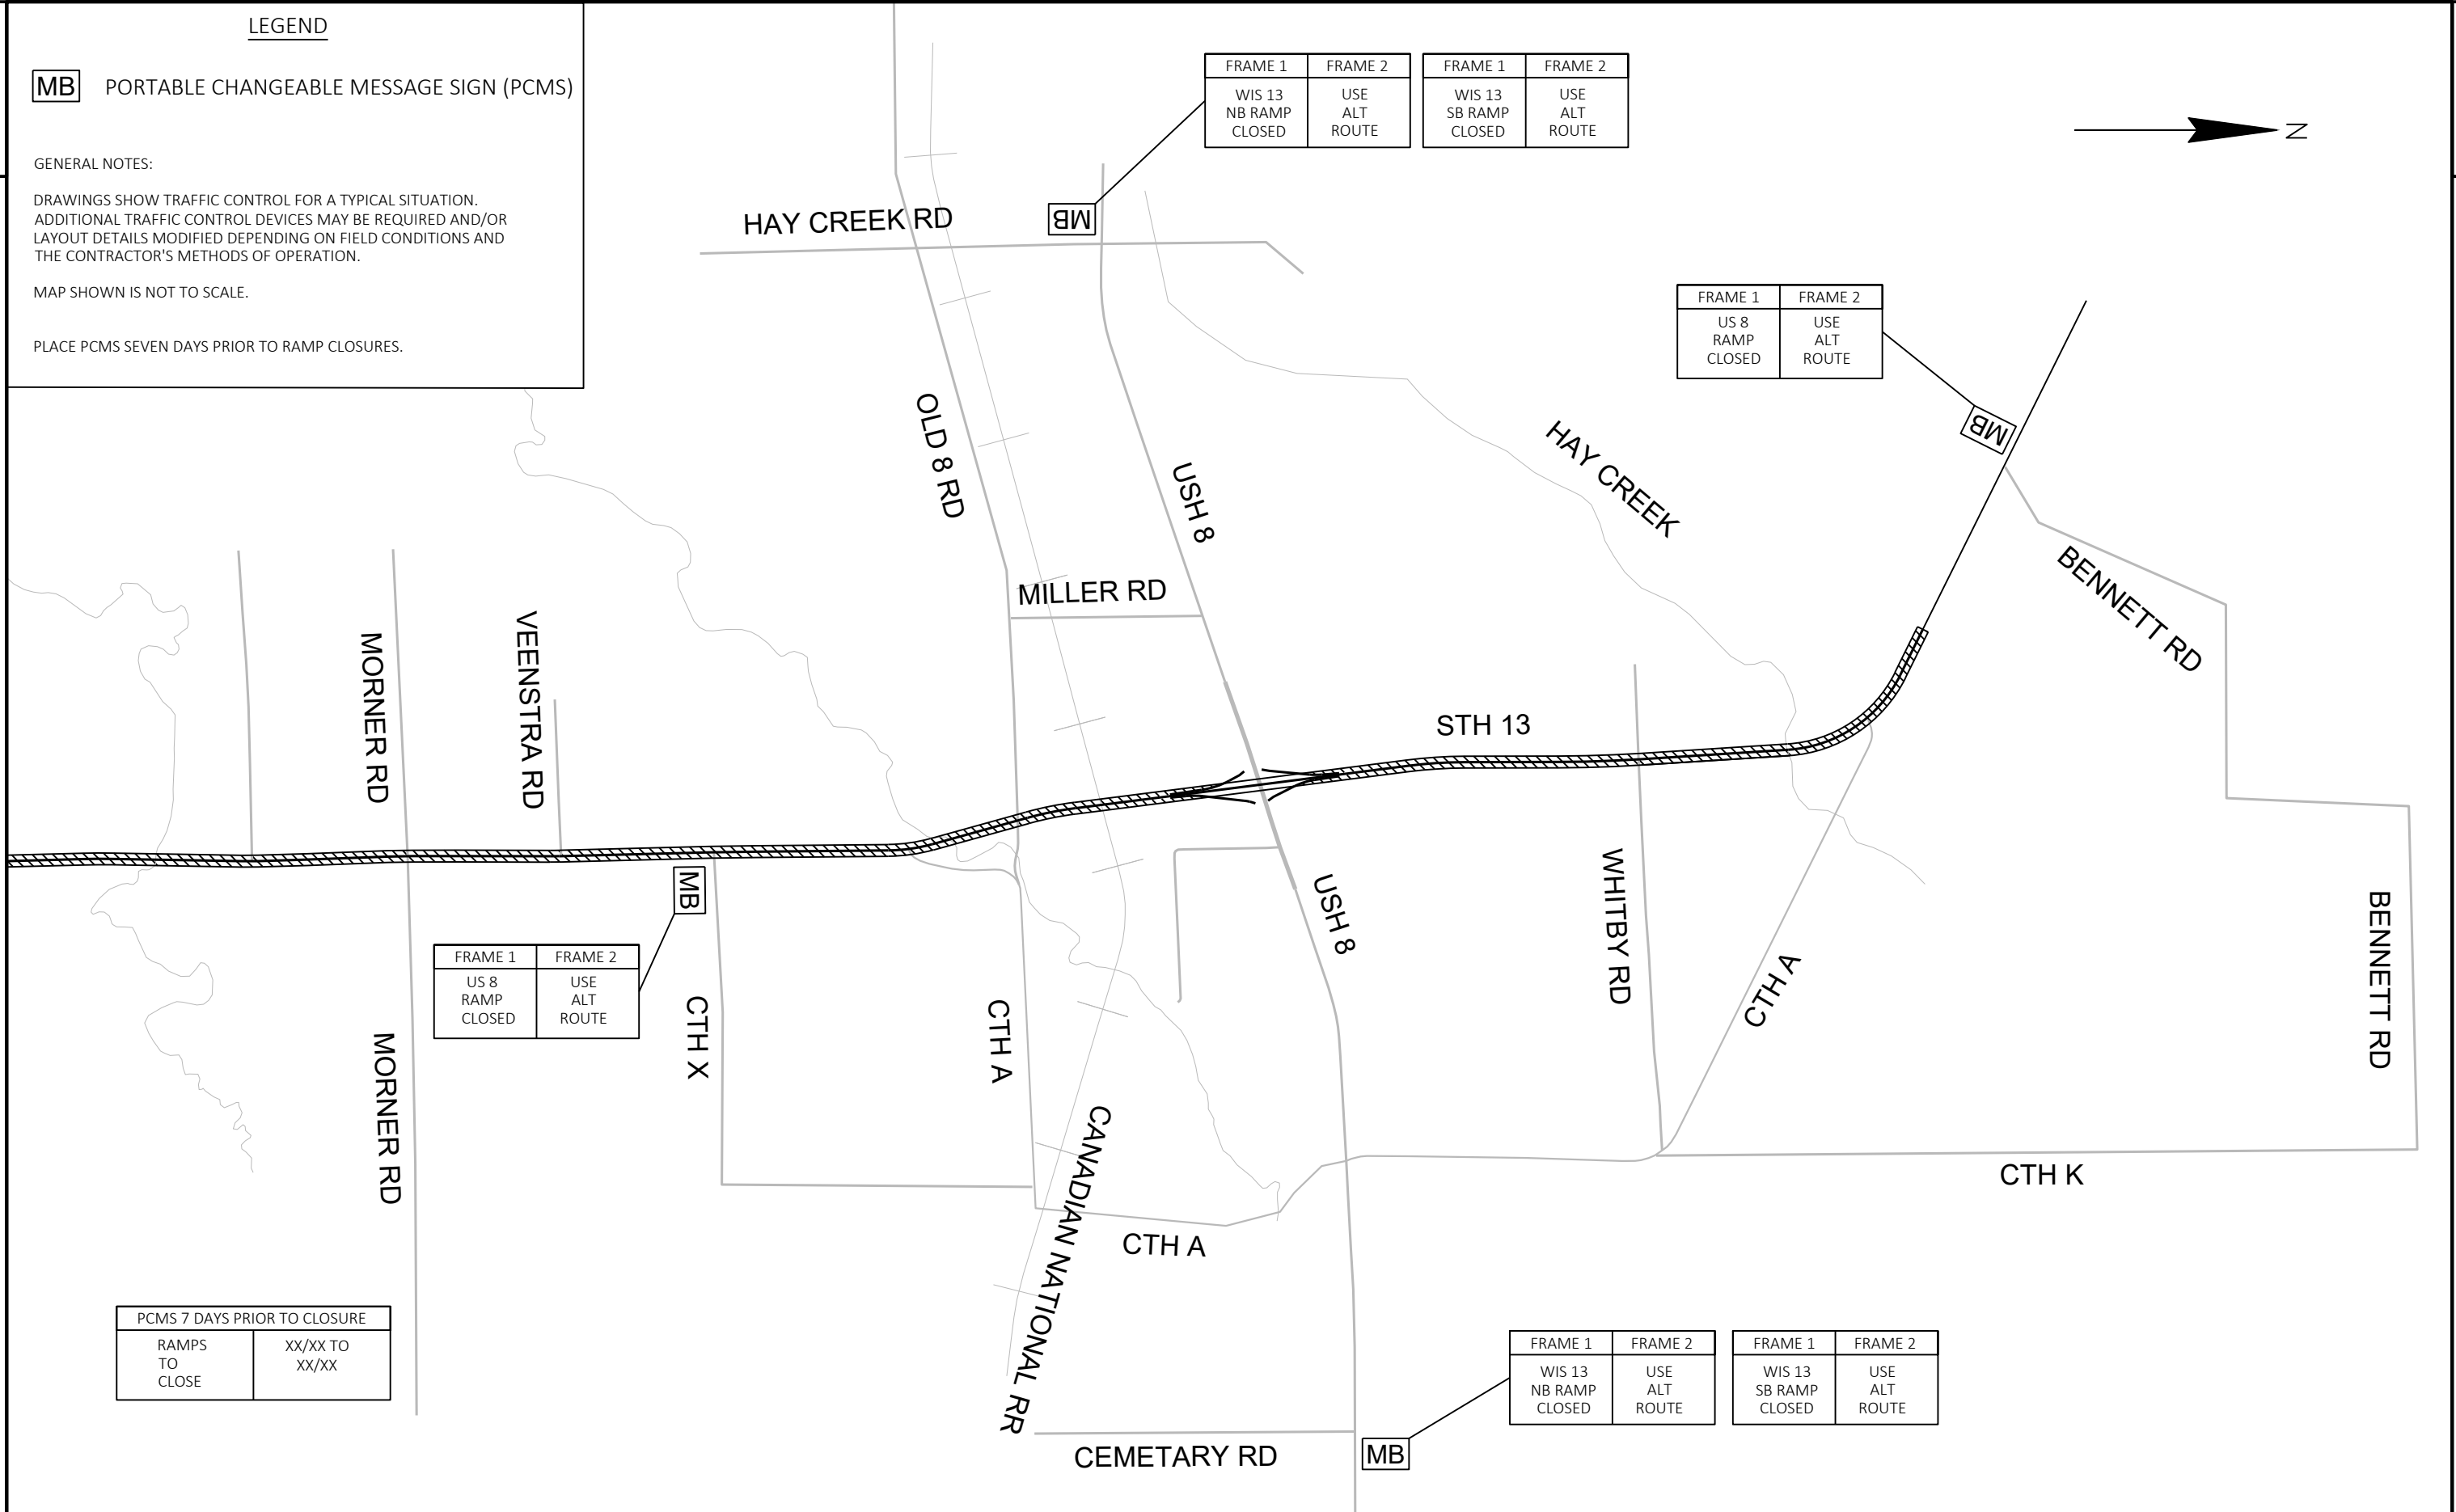 LEGEND
MB PORTABLE CHANGEABLE MESSAGE SIGN (PCMS)
GENERAL NOTES:
DRAWINGS SHOW TRAFFIC CONTROL FOR A TYPICAL SITUATION.
ADDITIONAL TRAFFIC CONTROL DEVICES MAY BE REQUIRED AND/OR
LAYOUT DETAILS MODIFIED DEPENDING ON FIELD CONDITIONS AND
THE CONTRACTOR'S METHODS OF OPERATION.
MAP SHOWN IS NOT TO SCALE.
PLACE PCMS SEVEN DAYS PRIOR TO RAMP CLOSURES.
FRAME 1 FRAME 2
WIS 13 USE
NB RAMP ALT
CLOSED ROUTE
FRAME 1 FRAME 2
WIS 13 USE
SB RAMP ALT
CLOSED ROUTE
N
HAY CREEK RD
MB
FRAME 1 FRAME 2
US 8 USE
RAMP ALT
CLOSED ROUTE
MB
OLD 8 RD
USH 8
HAY CREEK
MILLER RD
BENNETT RD
MORNER RD
VEENSTRA RD
STH 13
MB
USH 8
WHITBY RD
CTH A
BENNETT RD
FRAME 1 FRAME 2
US 8 USE
RAMP ALT
CLOSED ROUTE
CTH X
CTH A
MORNER RD
CANADIAN NATIONAL RR
CTH K
CTH A
PCMS 7 DAYS PRIOR TO CLOSURE
RAMPS XX/XX TO
TO XX/XX
CLOSE
FRAME 1 FRAME 2
WIS 13 USE
NB RAMP ALT
CLOSED ROUTE
FRAME 1 FRAME 2
WIS 13 USE
SB RAMP ALT
CLOSED ROUTE
CEMETARY RD
MB